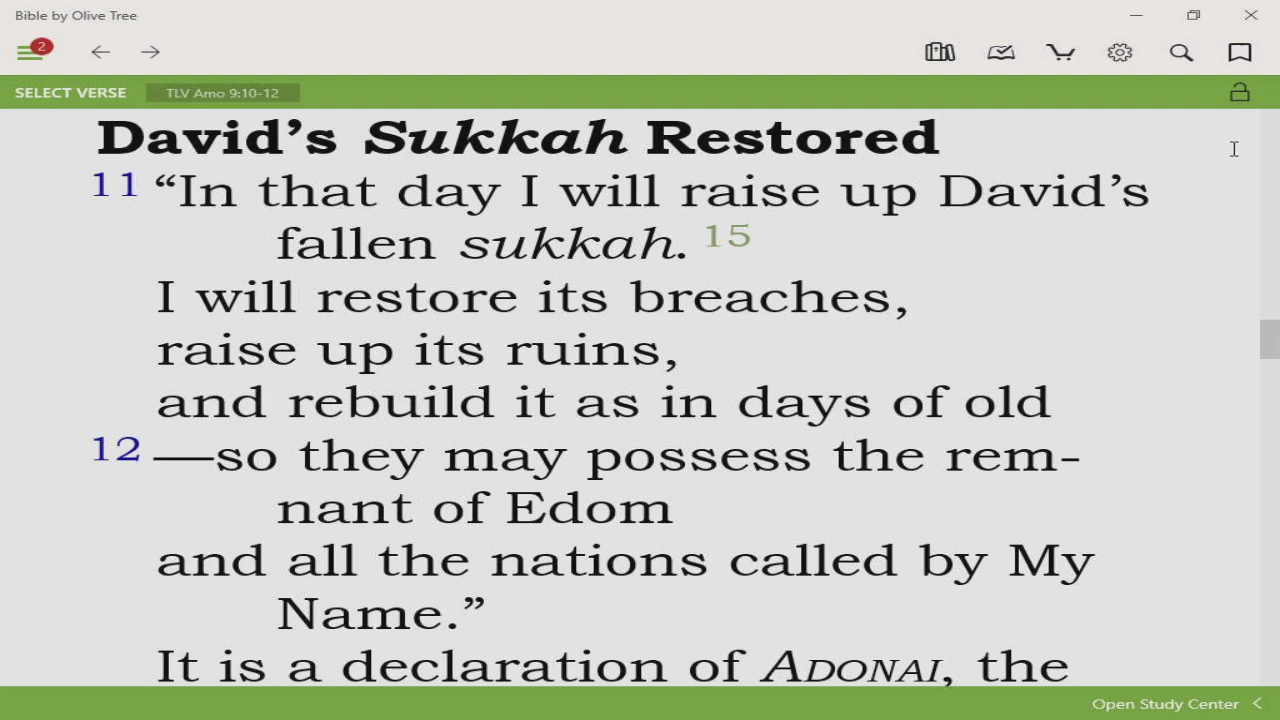 Bible by Olive Tree
2
SELECT VERSE TLV Amo 9:10-12
David’s Sukkah Restored
11 “In that day I will raise up David’s
fallen sukkah. 15
I will restore its breaches,
raise up its ruins,
and rebuild it as in days of old
12 —so they may possess the rem-
nant of Edom
and all the nations called by My
Name.”
It is a declaration of ADONAI, the
Open Study Center <